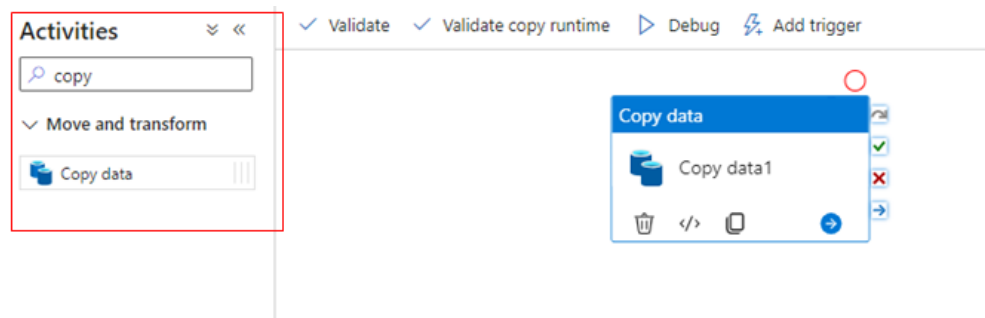 Activities
copy
Move and transform
Copy data
Validate
Validate copy runtime
Debug
Add trigger
Copy data
Copy data1